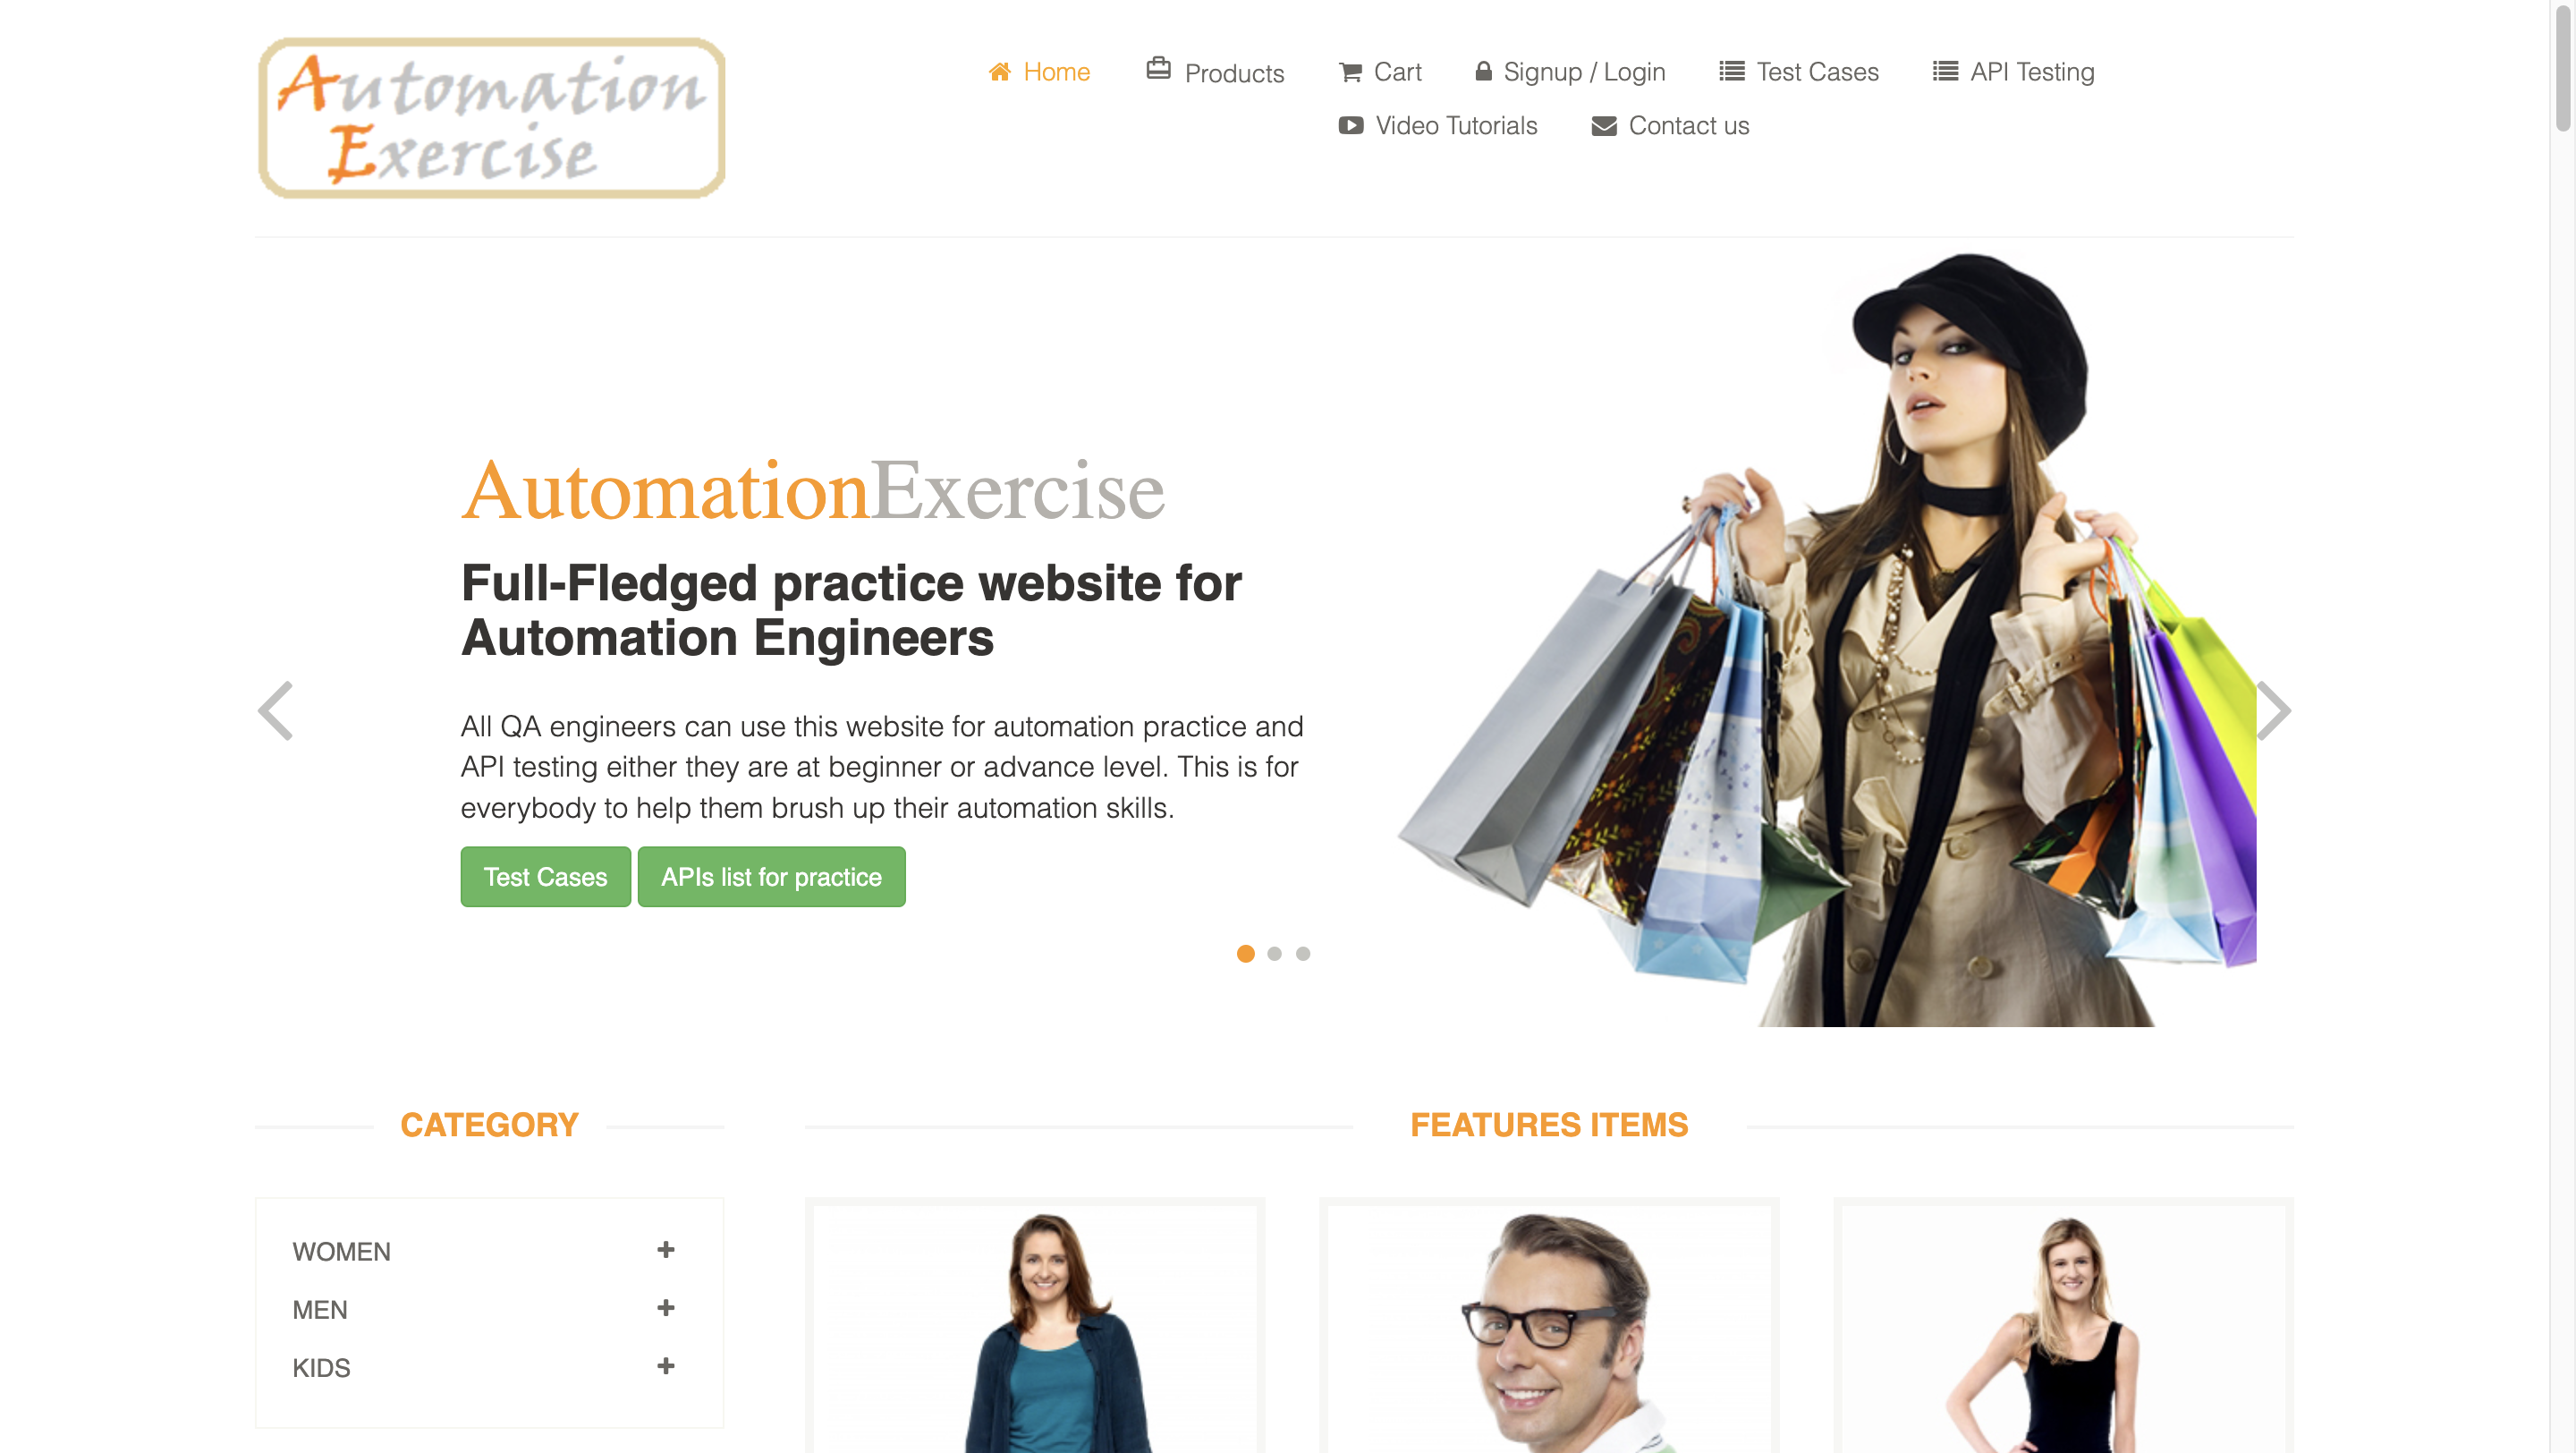 Automation
Exercise
Home Products Cart Signup / Login Test Cases API Testing
Video Tutorials Contact us
AutomationExercise
Full-Fledged practice website for
Automation Engineers
All QA engineers can use this website for automation practice and
API testing either they are at beginner or advance level. This is for
everybody to help them brush up their automation skills.
Test Cases APIs list for practice
CATEGORY
FEATURES ITEMS
WOMEN
MEN
KIDS